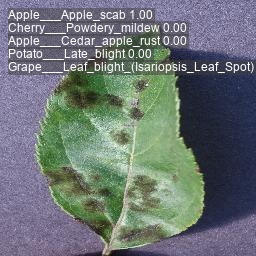 Apple___Apple_scab 1.00
Cherry___Powdery_mildew 0.00
Apple___Cedar_apple_rust 0.00
Potato___Late_blight 0.00
Grape___Leaf_blight_(Isariopsis_Leaf_Spot)